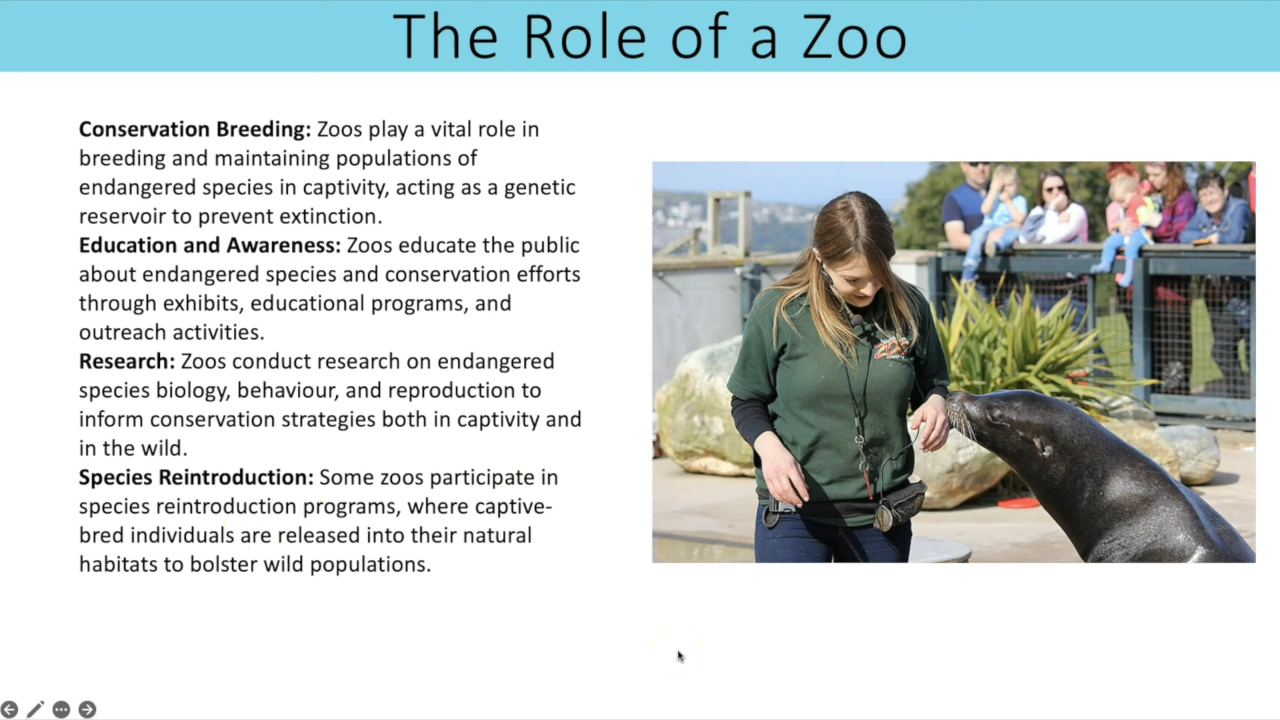 The Role of a Zoo
Conservation Breeding: Zoos play a vital role in
breeding and maintaining populations of
endangered species in captivity, acting as a genetic
reservoir to prevent extinction.
Education and Awareness: Zoos educate the public
about endangered species and conservation efforts
through exhibits, educational programs, and
outreach activities.
Research: Zoos conduct research on endangered
species biology, behaviour, and reproduction to
inform conservation strategies both in captivity and
in the wild.
Species Reintroduction: Some zoos participate in
species reintroduction programs, where captive-
bred individuals are released into their natural
habitats to bolster wild populations.